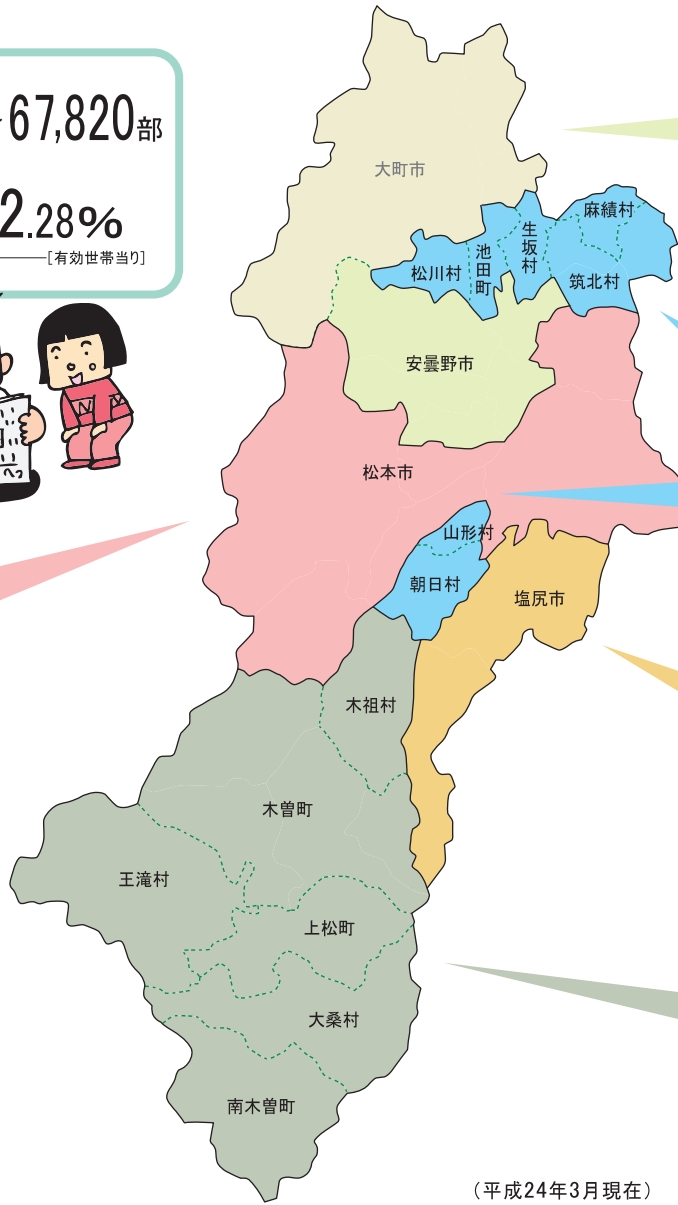 67,820部
2.28%
[有効世帯当り]
大町市
麻績村
生坂村
池田町
松川村
筑北村
安曇野市
松本市
山形村
朝日村
塩尻市
木祖村
木曽町
王滝村
上松町
大桑村
南木曽町
（平成24年3月現在）